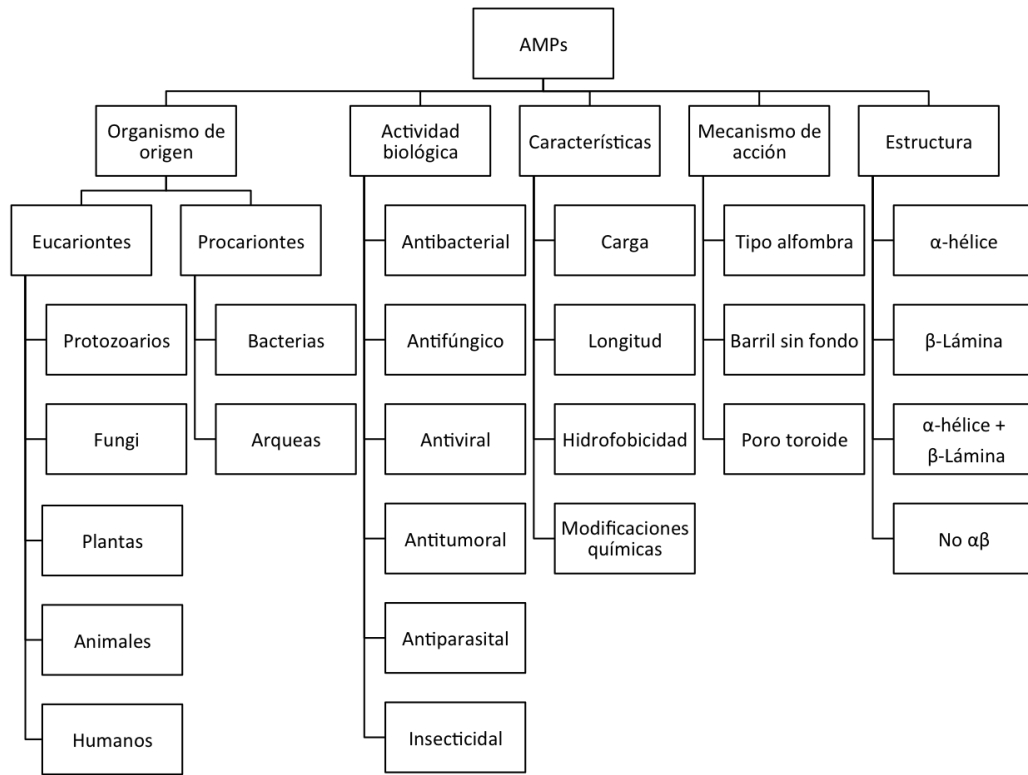 AMPs
Organismo de
origen
Actividad
biológica
Característícas
Mecanismo de
acción
Estructura
Eucariontes
Procariontes
Antibacterial
Carga
Tipo alfombra
α-hélice
Protozoarios
Bacterias
Antifúngico
Longitud
Barril sin fondo
β-Lámina
Fungi
Arqueas
Antiviral
Hidrofobicidad
Poro toroide
α-hélice +
β-Lámina
Plantas
Antitumoral
Modificaciones
químicas
No αβ
Animales
Antiparasital
Humanos
Insecticidal